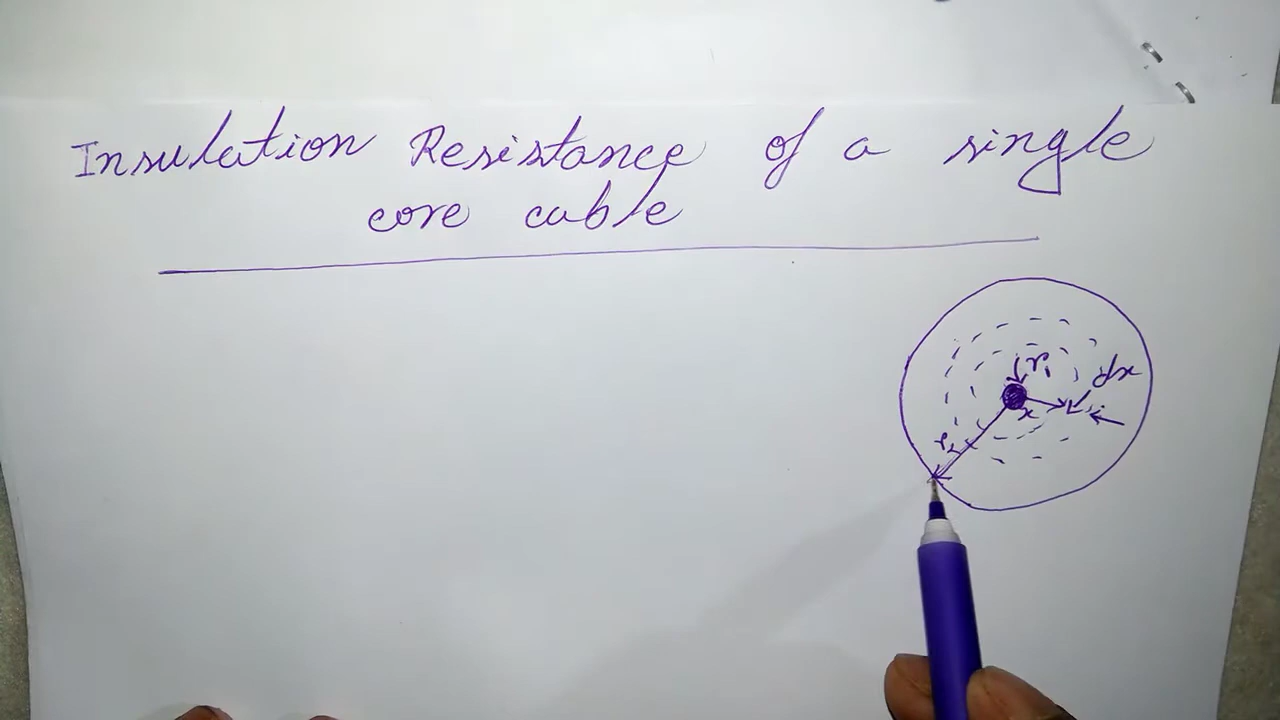 Insulation Resistance of a single
core cable
r₁
dx
x
r₂